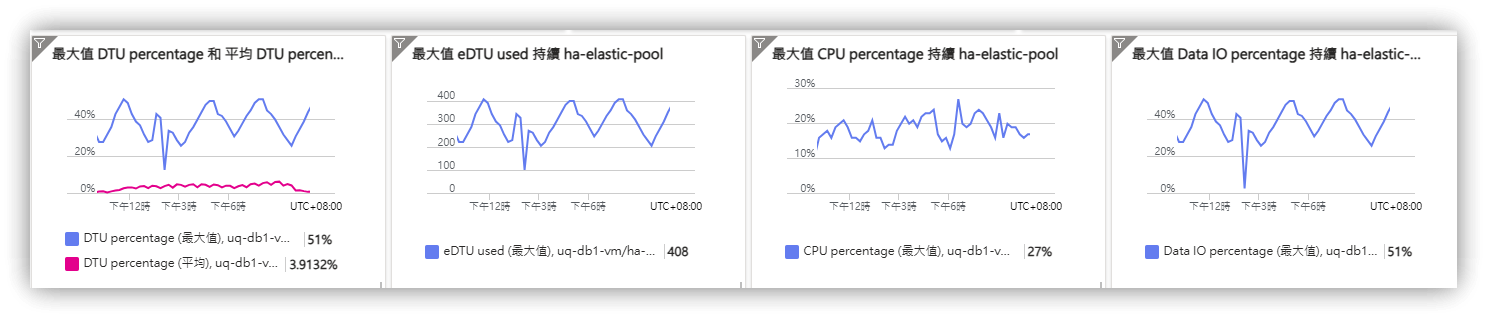 最大值 DTU percentage 和 平均 DTU percen...
40%
20%
0%
下午12時 下午3時 下午6時 UTC+08:00
DTU percentage (最大值), uq-db1-v... 51%
DTU percentage (平均), uq-db1-v... 3.9132%
最大值 eDTU used 持續 ha-elastic-pool
400
300
200
100
0
下午12時 下午3時 下午6時 UTC+08:00
eDTU used (最大值), uq-db1-vm/ha-... 408
最大值 CPU percentage 持續 ha-elastic-pool
30%
20%
10%
0%
下午12時 下午3時 下午6時 UTC+08:00
CPU percentage (最大值), uq-db1-v... 27%
最大值 Data IO percentage 持續 ha-elastic-...
40%
20%
0%
下午12時 下午3時 下午6時 UTC+08:00
Data IO percentage (最大值), uq-db1... 51%